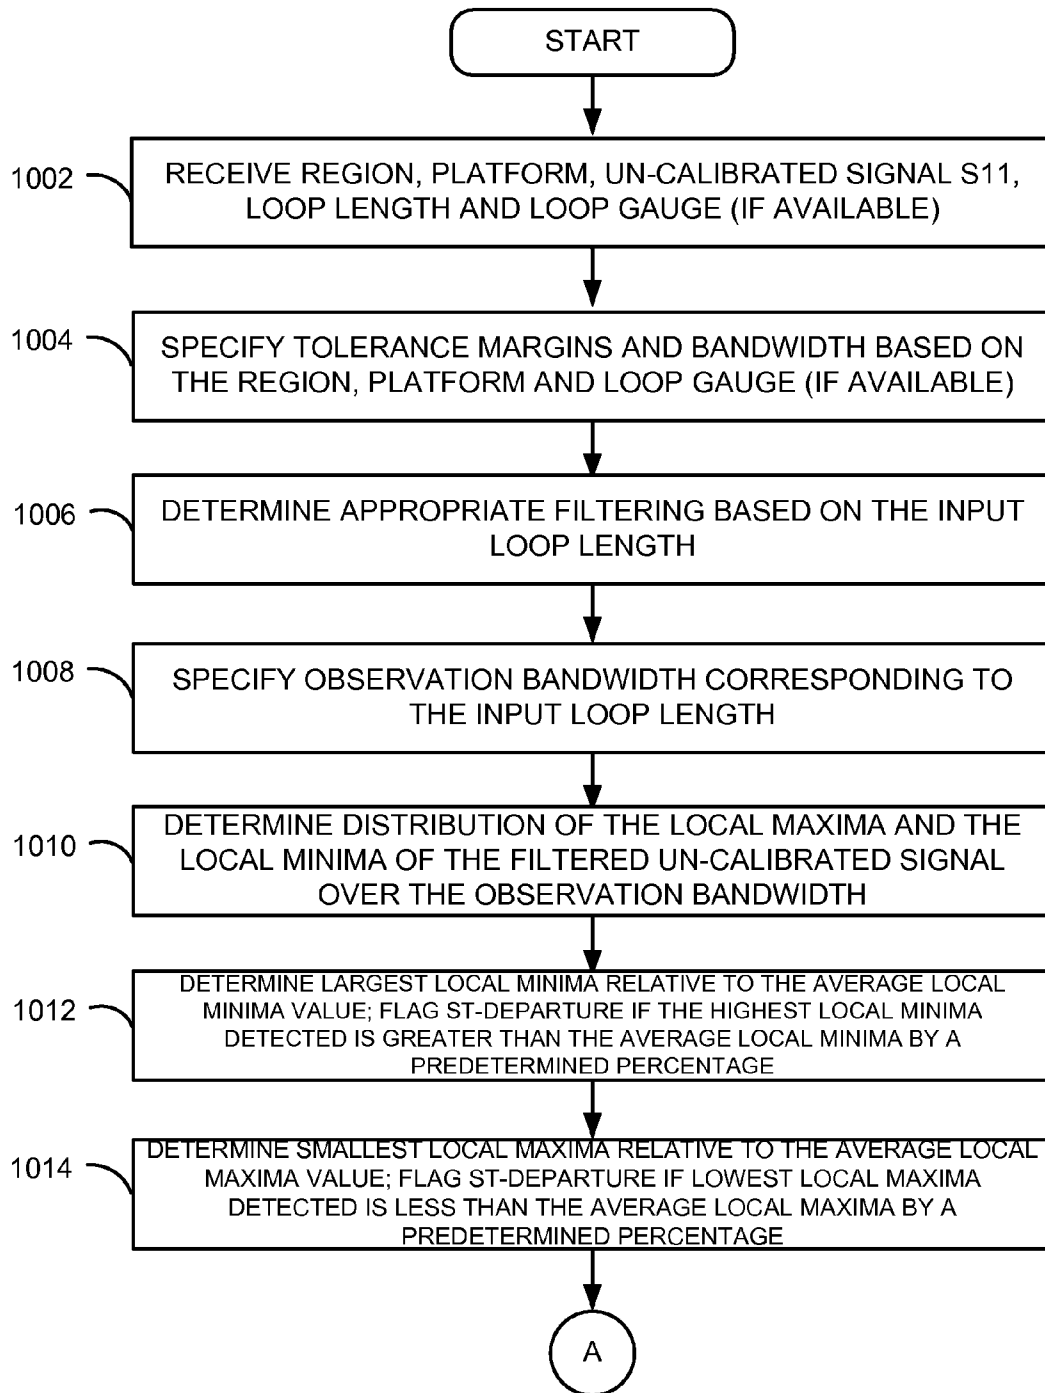 START
1002
RECEIVE REGION, PLATFORM, UN-CALIBRATED SIGNAL S11,
LOOP LENGTH AND LOOP GAUGE (IF AVAILABLE)
1004
SPECIFY TOLERANCE MARGINS AND BANDWIDTH BASED ON
THE REGION, PLATFORM AND LOOP GAUGE (IF AVAILABLE)
1006
DETERMINE APPROPRIATE FILTERING BASED ON THE INPUT
LOOP LENGTH
1008
SPECIFY OBSERVATION BANDWIDTH CORRESPONDING TO
THE INPUT LOOP LENGTH
1010
DETERMINE DISTRIBUTION OF THE LOCAL MAXIMA AND THE
LOCAL MINIMA OF THE FILTERED UN-CALIBRATED SIGNAL
OVER THE OBSERVATION BANDWIDTH
1012
DETERMINE LARGEST LOCAL MINIMA RELATIVE TO THE AVERAGE LOCAL
MINIMA VALUE; FLAG ST-DEPARTURE IF THE HIGHEST LOCAL MINIMA
DETECTED IS GREATER THAN THE AVERAGE LOCAL MINIMA BY A
PREDETERMINED PERCENTAGE
1014
DETERMINE SMALLEST LOCAL MAXIMA RELATIVE TO THE AVERAGE LOCAL
MAXIMA VALUE; FLAG ST-DEPARTURE IF LOWEST LOCAL MAXIMA
DETECTED IS LESS THAN THE AVERAGE LOCAL MAXIMA BY A
PREDETERMINED PERCENTAGE
A